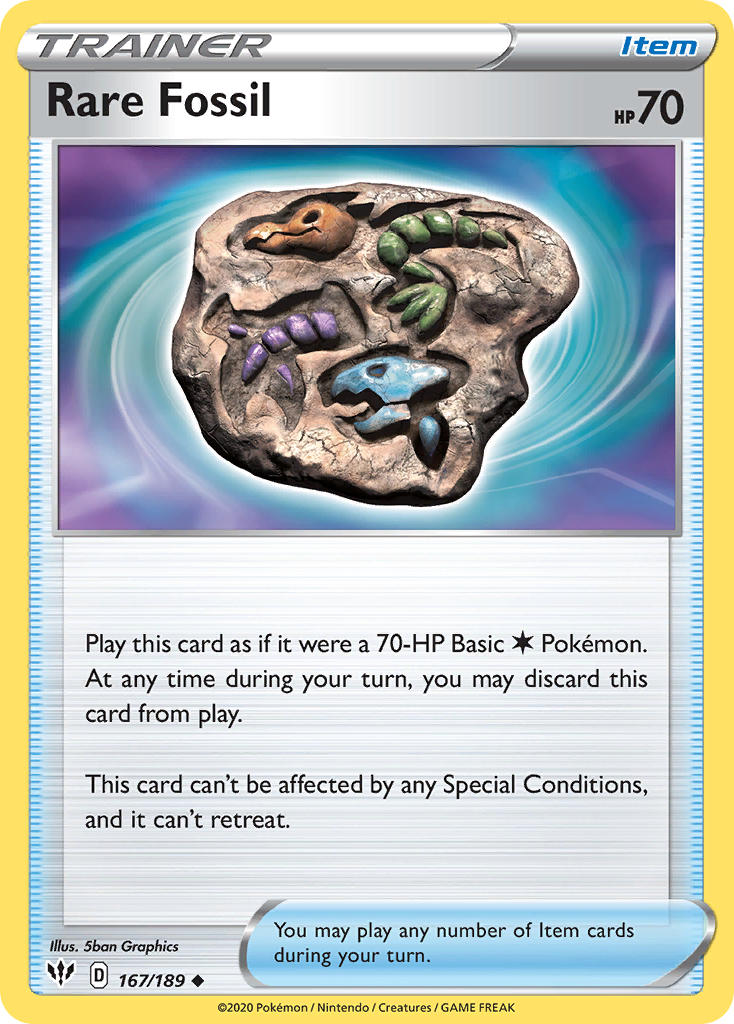 TRAINER
Item
Rare Fossil
HP 70
Play this card as if it were a 70-HP Basic Pokémon.
At any time during your turn, you may discard this
card from play.
This card can't be affected by any Special Conditions,
and it can't retreat.
You may play any number of Item cards
during your turn.
Illus. 5ban Graphics
D 167/189
©2020 Pokémon / Nintendo / Creatures / GAME FREAK